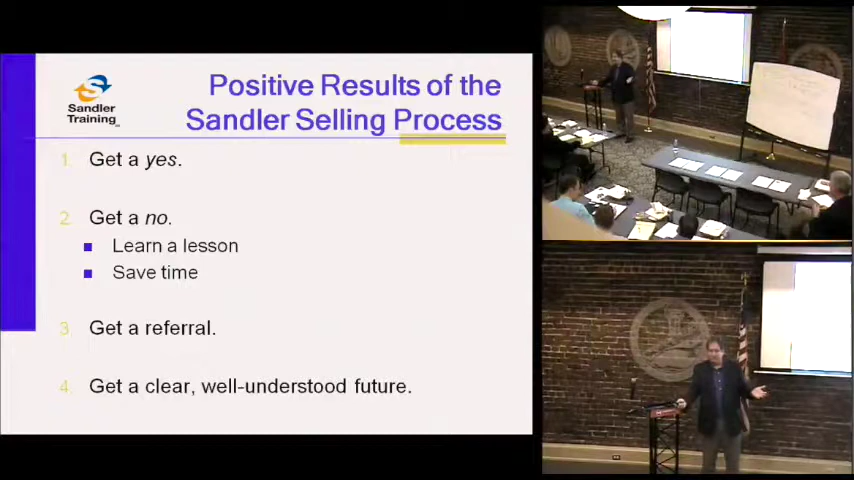 Sandler
Training
Positive Results of the
Sandler Selling Process
1. Get a yes.
2. Get a no.
Learn a lesson
Save time
3. Get a referral.
4. Get a clear, well-understood future.